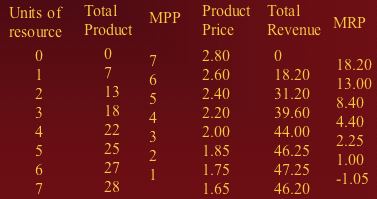 Units of resource Total Product MPP Product Price Total Revenue MRP
0 0 2.80 0
7 18.20
1 7 2.60 18.20
6 13.00
2 13 2.40 31.20
5 8.40
3 18 2.20 39.60
4 4.40
4 22 2.00 44.00
3 2.25
5 25 1.85 46.25
2 1.00
6 27 1.75 47.25
1 -1.05
7 28 1.65 46.20